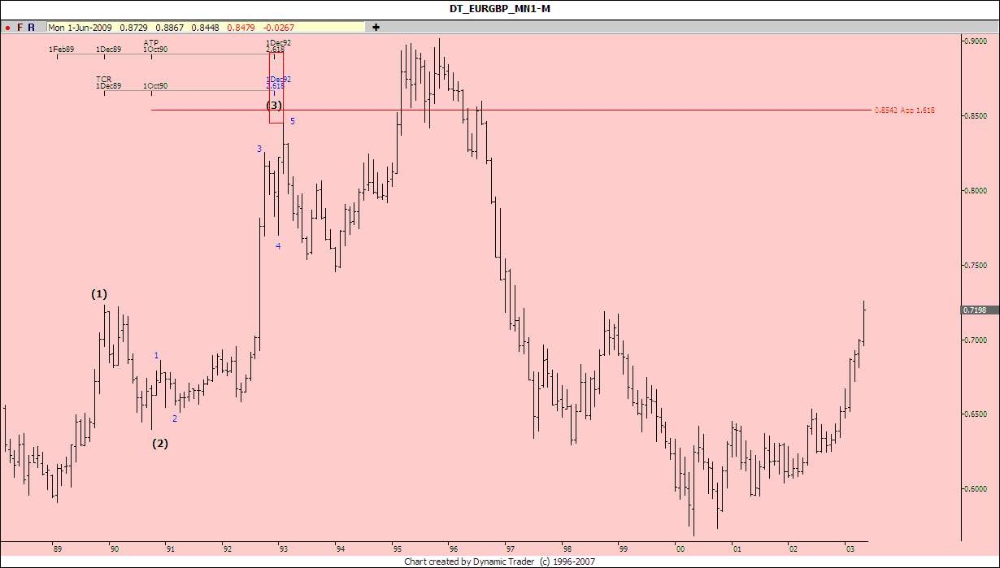 DT_EURGBP_MN1-M
F R Mon 1-Jun-2009 0.8729 0.8867 0.8448 0.8479 -0.0267
ATP 1Dec92
1Feb89 1Dec89 1Oct90 2.618
TCR 1Dec92
1Dec89 1Oct90 2.618
(3)
0.8542 App 1.618
5
3
4
(1)
1
2
(2)
0.9000
0.8500
0.8000
0.7500
0.7198
0.7000
0.6500
0.6000
89 90 91 92 93 94 95 96 97 98 99 00 01 02 03
Chart created by Dynamic Trader (c) 1996-2007